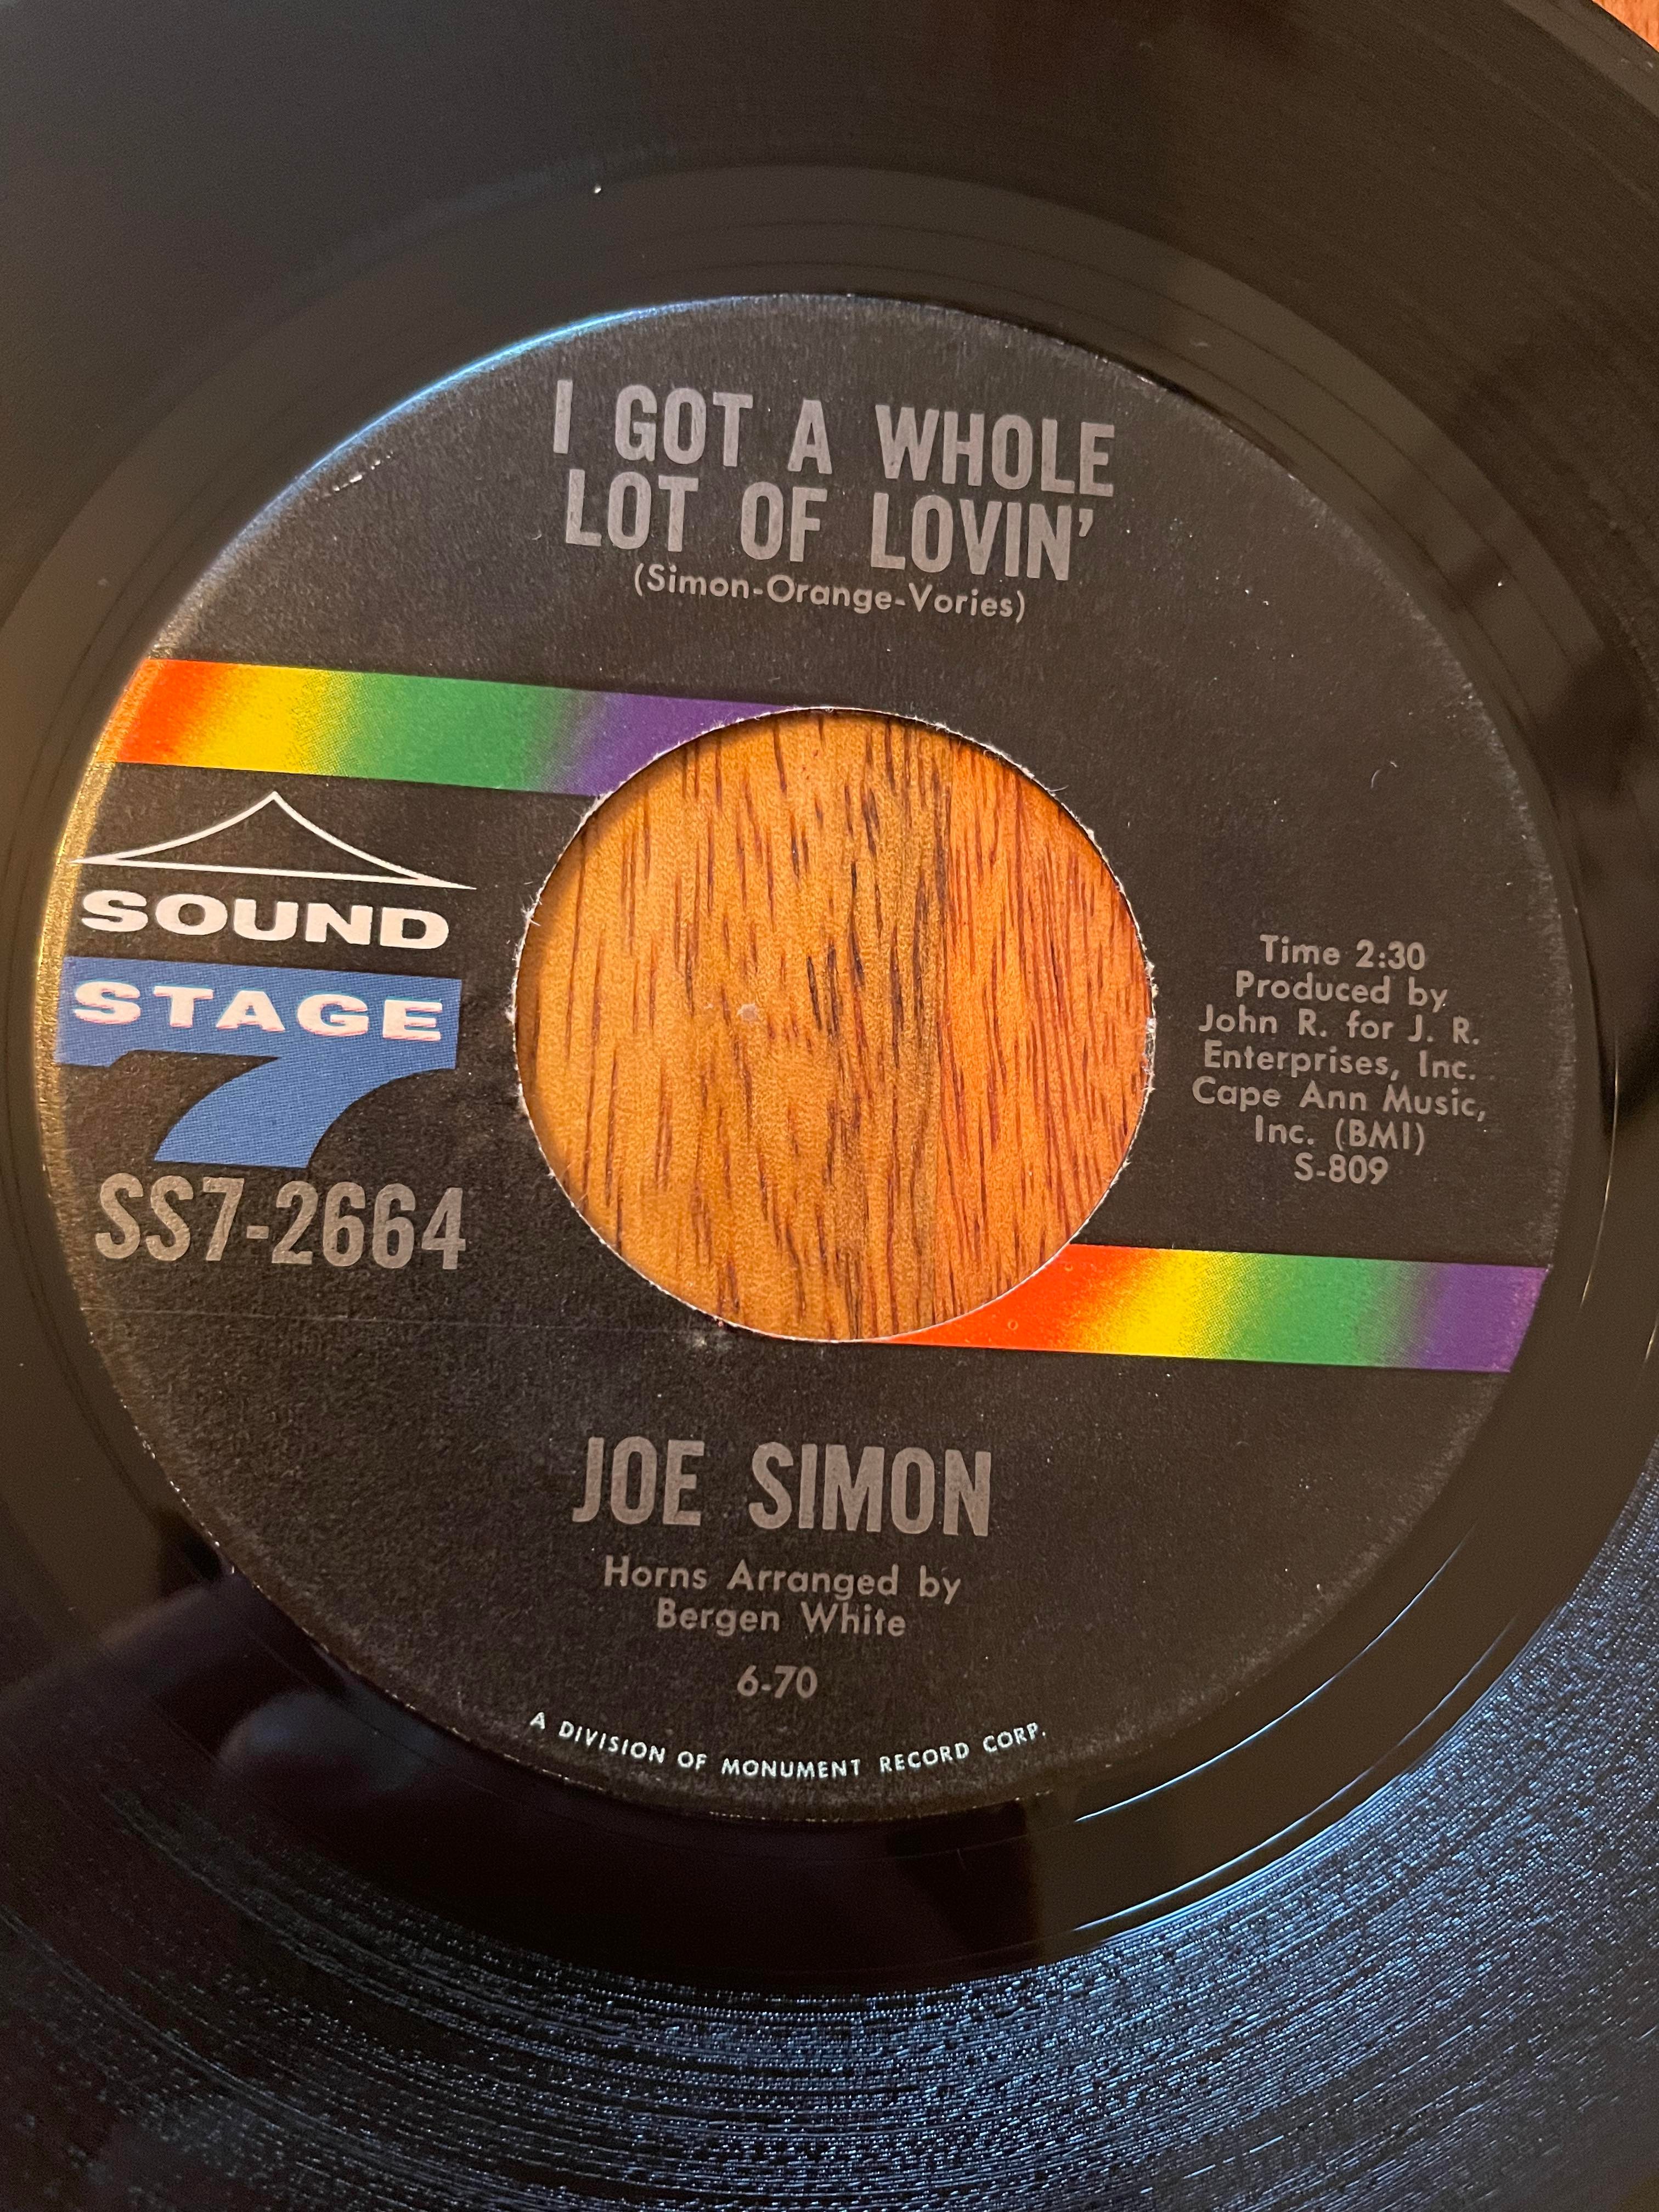 I GOT A WHOLE
LOT OF LOVIN'
(Simon-Orange-Vories)
SOUND
STAGE
7
SS7-2664
Time 2:30
Produced by
John R. for J. R.
Enterprises, Inc.
Cape Ann Music,
Inc. (BMI)
S-809
JOE SIMON
Horns Arranged by
Bergen White
6-70
A DIVISION OF MONUMENT RECORD CORP.